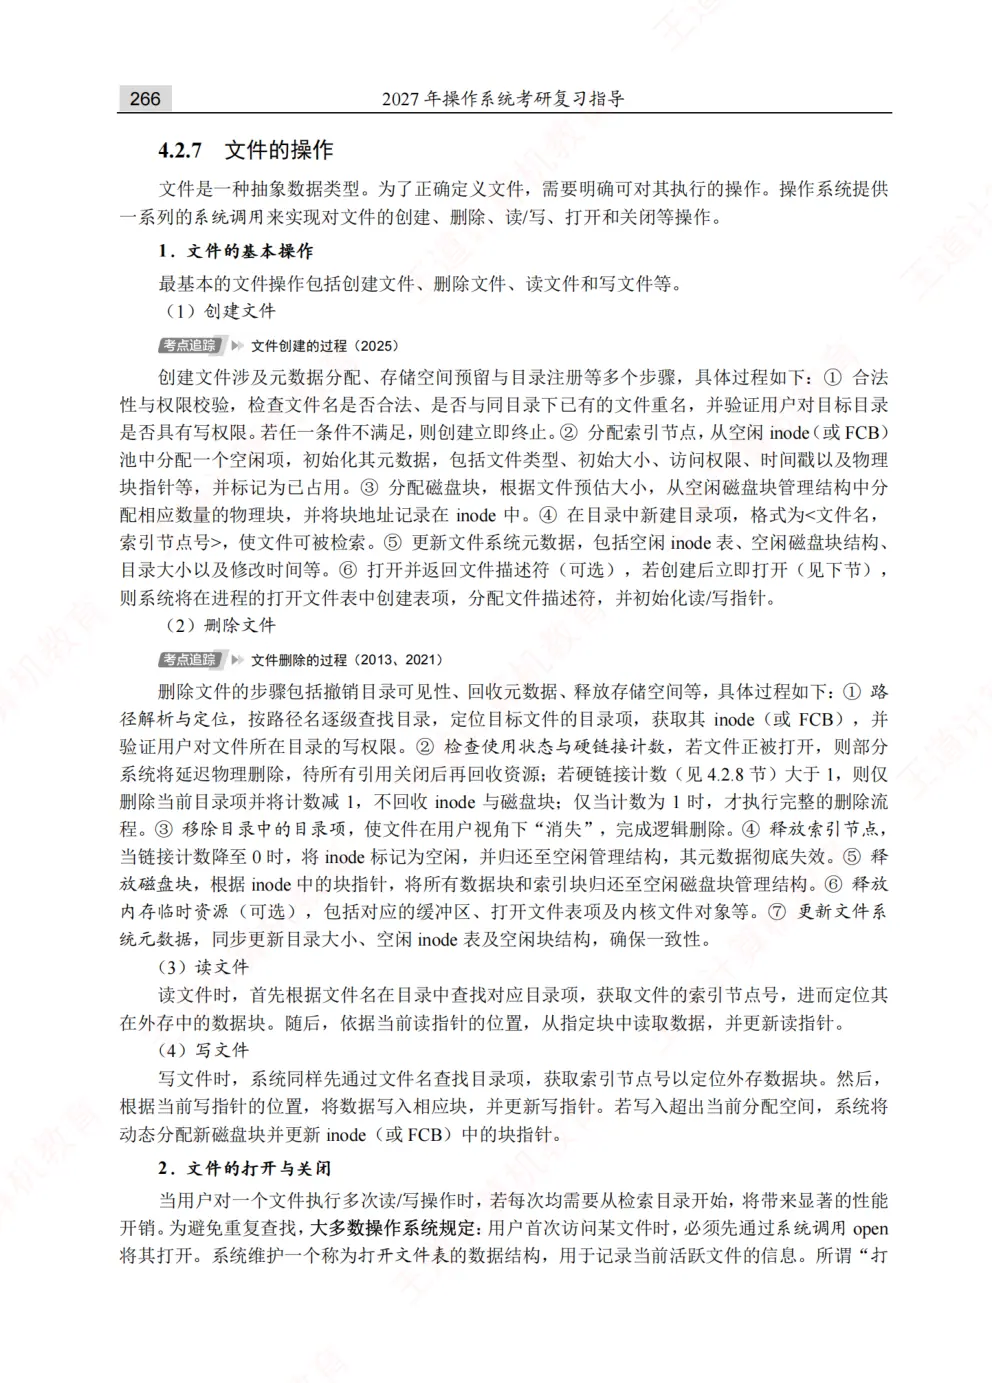 266
2027 年操作系统考研复习指导
4.2.7 文件的操作
文件是一种抽象数据类型。为了正确定义文件，需要明确可对其执行的操作。操作系统提供
一系列的系统调用来实现对文件的创建、删除、读/写、打开和关闭等操作。
1．文件的基本操作
最基本的文件操作包括创建文件、删除文件、读文件和写文件等。
（1）创建文件
考点追踪 文件创建的过程（2025）
创建文件涉及元数据分配、存储空间预留与目录注册等多个步骤，具体过程如下：① 合法
性与权限校验，检查文件名是否合法、是否与同目录下已有的文件重名，并验证用户对目标目录
是否具有写权限。若任一条件不满足，则创建立即终止。② 分配索引节点，从空闲 inode（或 FCB）
池中分配一个空闲项，初始化其元数据，包括文件类型、初始大小、访问权限、时间戳以及物理
块指针等，并标记为已占用。③ 分配磁盘块，根据文件预估大小，从空闲磁盘块管理结构中分
配相应数量的物理块，并将块地址记录在 inode 中。④ 在目录中新建目录项，格式为<文件名，
索引节点号>，使文件可被检索。⑤ 更新文件系统元数据，包括空闲 inode 表、空闲磁盘块结构、
目录大小以及修改时间等。⑥ 打开并返回文件描述符（可选），若创建后立即打开（见下节），
则系统将在进程的打开文件表中创建表项，分配文件描述符，并初始化读/写指针。
（2）删除文件
考点追踪 文件删除的过程（2013、2021）
删除文件的步骤包括撤销目录可见性、回收元数据、释放存储空间等，具体过程如下：① 路
径解析与定位，按路径名逐级查找目录，定位目标文件的目录项，获取其 inode（或 FCB），并
验证用户对文件所在目录的写权限。② 检查使用状态与硬链接计数，若文件正被打开，则部分
系统将延迟物理删除，待所有引用关闭后再回收资源；若硬链接计数（见 4.2.8 节）大于 1，则仅
删除当前目录项并将计数减 1，不回收 inode 与磁盘块；仅当计数为 1 时，才执行完整的删除流
程。③ 移除目录中的目录项，使文件在用户视角下“消失”，完成逻辑删除。④ 释放索引节点，
当链接计数降至 0 时，将 inode 标记为空闲，并归还至空闲管理结构，其元数据彻底失效。⑤ 释
放磁盘块，根据 inode 中的块指针，将所有数据块和索引块归还至空闲磁盘块管理结构。⑥ 释放
内存临时资源（可选），包括对应的缓冲区、打开文件表项及内核文件对象等。⑦ 更新文件系
统元数据，同步更新目录大小、空闲 inode 表及空闲块结构，确保一致性。
（3）读文件
读文件时，首先根据文件名在目录中查找对应目录项，获取文件的索引节点号，进而定位其
在外存中的数据块。随后，依据当前读指针的位置，从指定块中读取数据，并更新读指针。
（4）写文件
写文件时，系统同样先通过文件名查找目录项，获取索引节点号以定位外存数据块。然后，
根据当前写指针的位置，将数据写入相应块，并更新写指针。若写入超出当前分配空间，系统将
动态分配新磁盘块并更新 inode（或 FCB）中的块指针。
2．文件的打开与关闭
当用户对一个文件执行多次读/写操作时，若每次均需要从检索目录开始，将带来显著的性能
开销。为避免重复查找，大多数操作系统规定：用户首次访问某文件时，必须先通过系统调用 open
将其打开。系统维护一个称为打开文件表的数据结构，用于记录当前活跃文件的信息。所谓“打